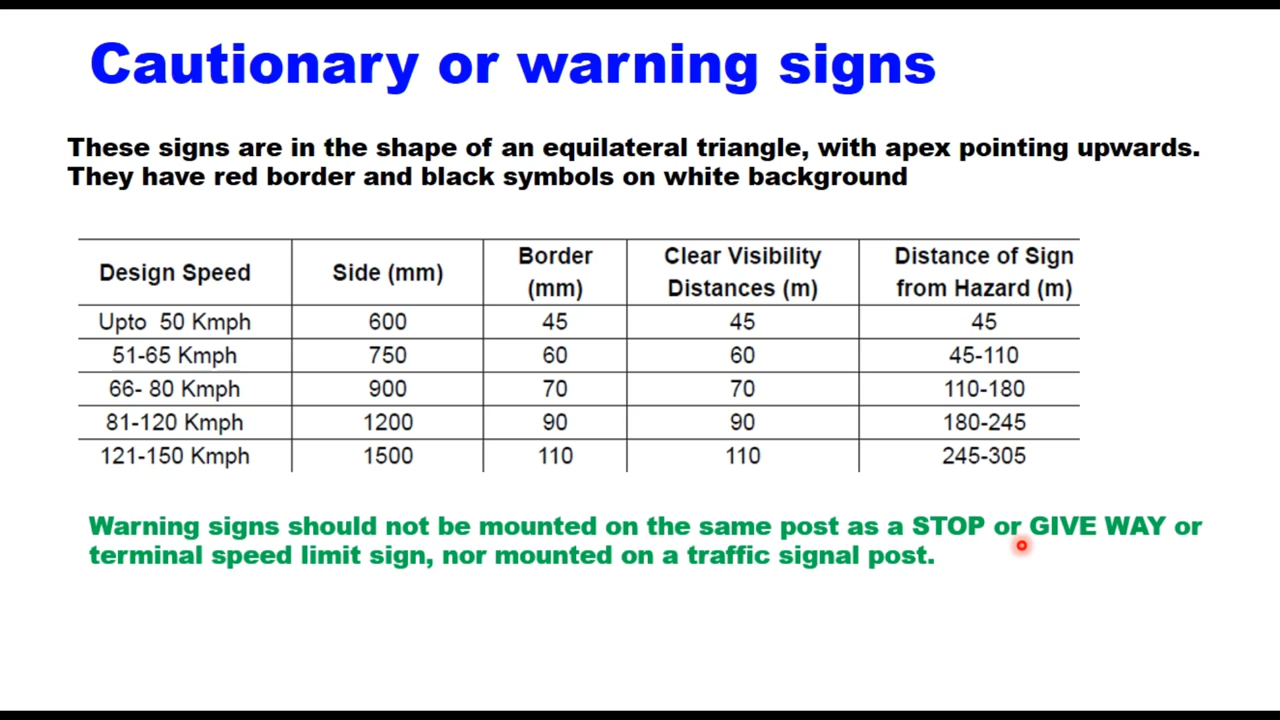 Cautionary or warning signs
These signs are in the shape of an equilateral triangle, with apex pointing upwards.
They have red border and black symbols on white background
Design Speed Side (mm) Border (mm) Clear Visibility Distances (m) Distance of Sign from Hazard (m)
Upto 50 Kmph 600 45 45 45
51-65 Kmph 750 60 60 45-110
66- 80 Kmph 900 70 70 110-180
81-120 Kmph 1200 90 90 180-245
121-150 Kmph 1500 110 110 245-305
Warning signs should not be mounted on the same post as a STOP or GIVE WAY or
terminal speed limit sign, nor mounted on a traffic signal post.